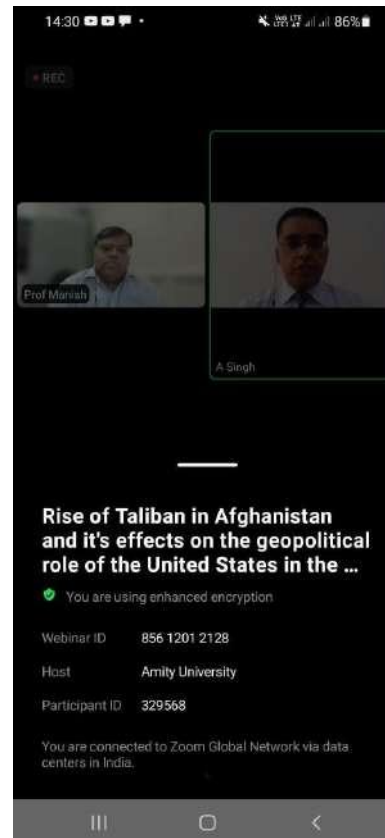 14:30 86%
REC
Prof Manish
A Singh
Rise of Taliban in Afghanistan
and it's effects on the geopolitical
role of the United States in the ...
You are using enhanced encryption
Webinar ID 856 1201 2128
Host Amity University
Participant ID 329568
You are connected to Zoom Global Network via data
centers in India.